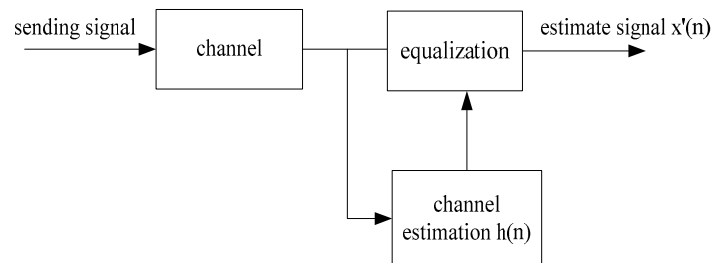 sending signal
channel
equalization
estimate signal x'(n)
channel
estimation h(n)